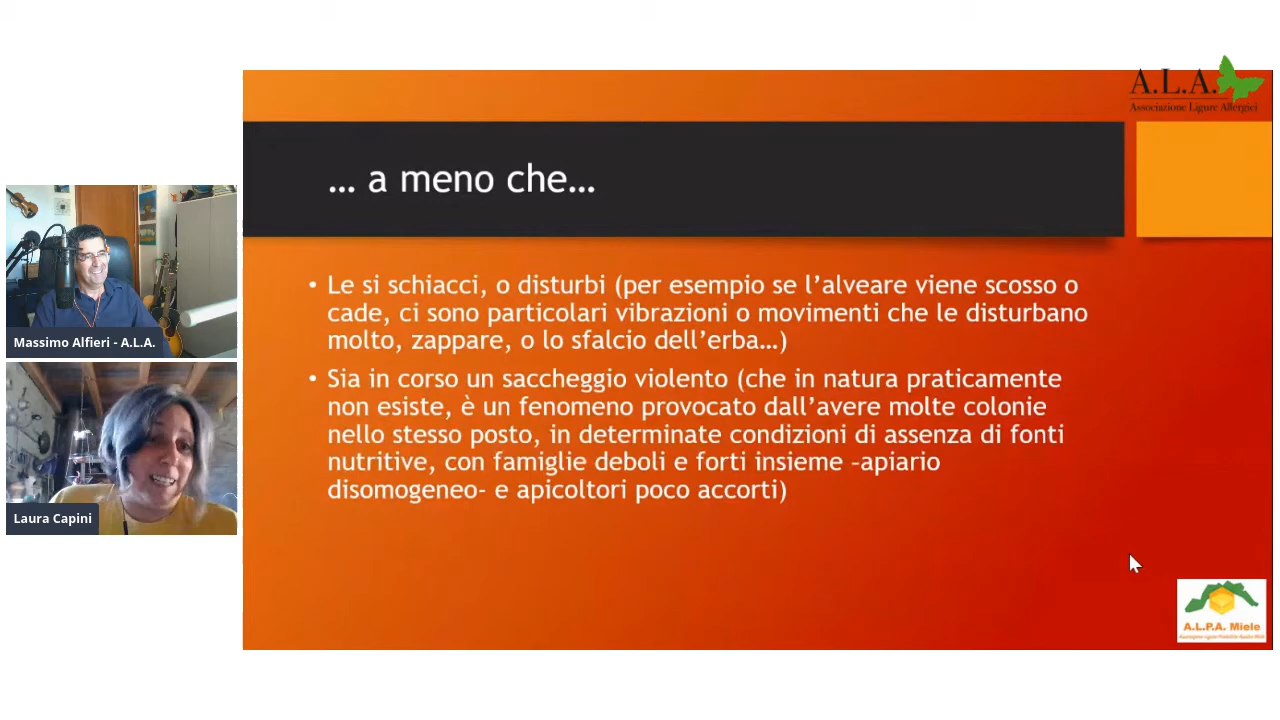 A.L.A.
Associazione Ligure Allergici
... a meno che...
• Le si schiacci, o disturbi (per esempio se l’alveare viene scosso o
cade, ci sono particolari vibrazioni o movimenti che le disturbano
molto, zappare, o lo sfalcio dell’erba…)
• Sia in corso un saccheggio violento (che in natura praticamente
non esiste, è un fenomeno provocato dall’avere molte colonie
nello stesso posto, in determinate condizioni di assenza di fonti
nutritive, con famiglie deboli e forti insieme –apiario
disomogeneo- e apicoltori poco accorti)
Massimo Alfieri - A.L.A.
Laura Capini
A.L.P.A. Miele